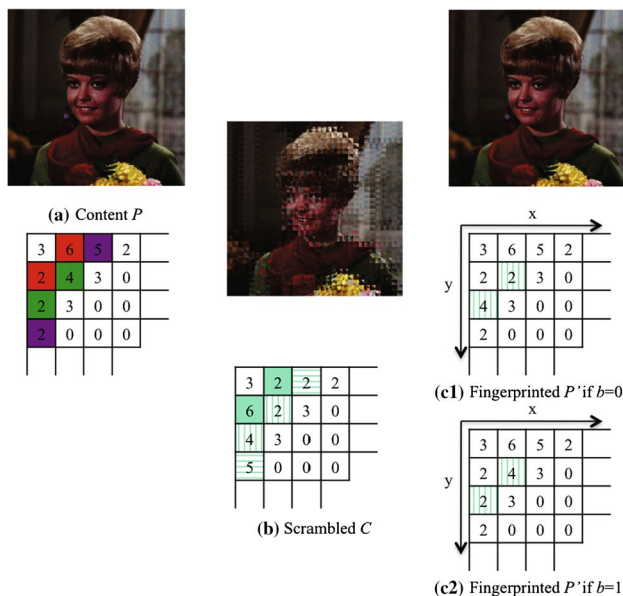 (a) Content P
3 6 5 2
2 4 3 0
2 3 0 0
2 0 0 0
3 2 2 2
6 2 3 0
4 3 0 0
5 0 0 0
(b) Scrambled C
x
y
3 6 5 2
2 2 3 0
4 3 0 0
2 0 0 0
(c1) Fingerprinted P’ if b=0
x
y
3 6 5 2
2 4 3 0
2 3 0 0
2 0 0 0
(c2) Fingerprinted P’ if b=1